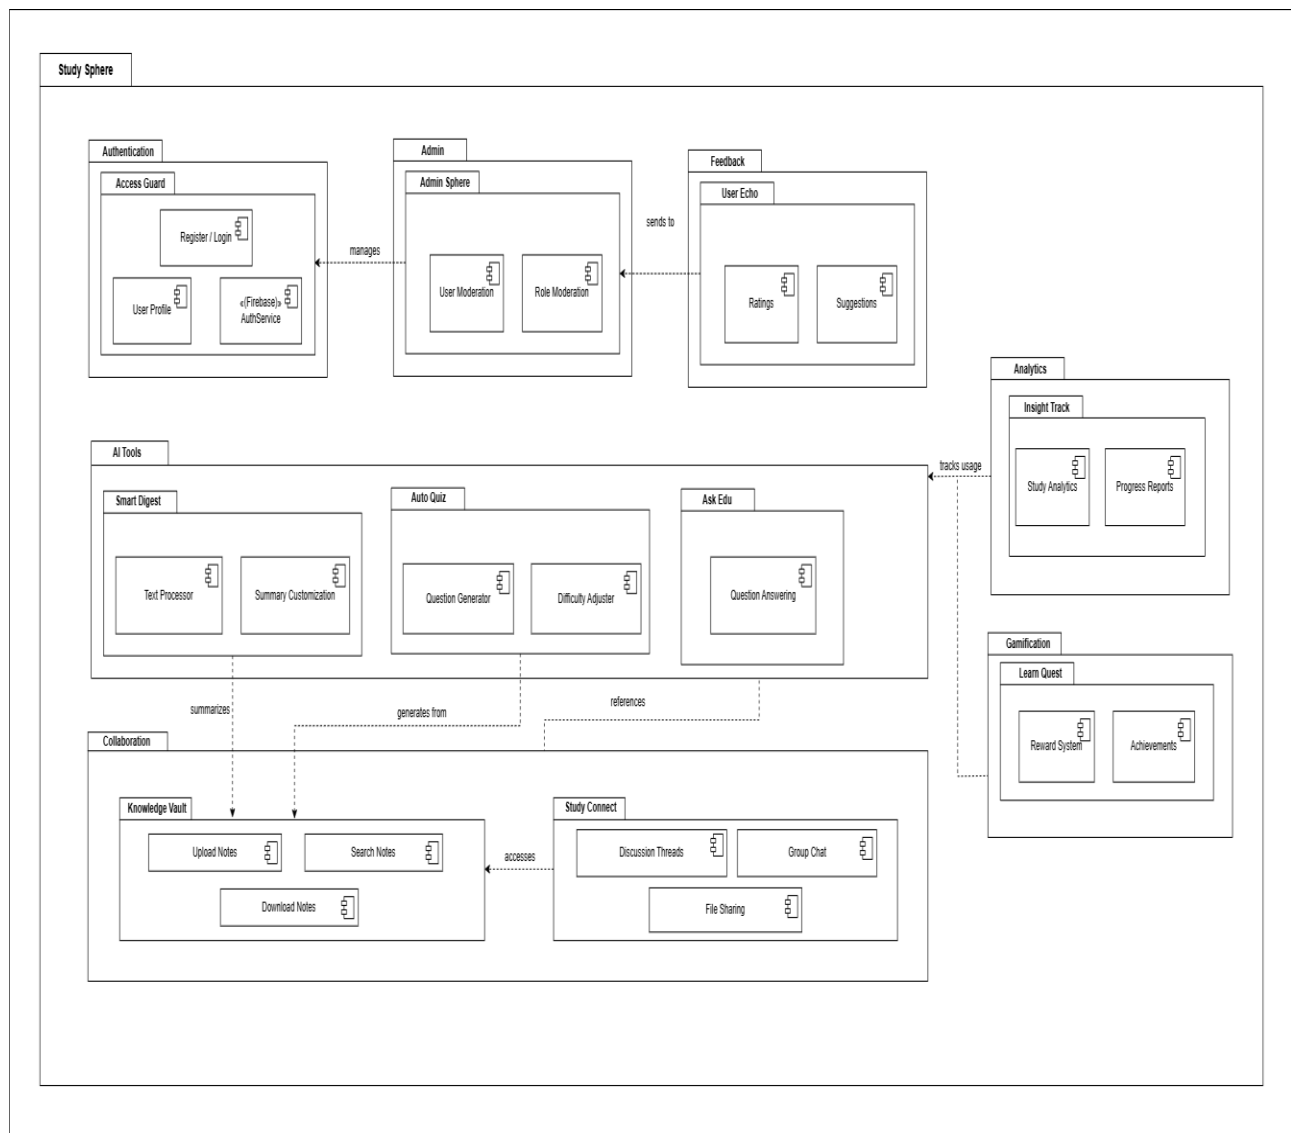 Study Sphere
Authentication
Access Guard
Register / Login
User Profile
«(Firebase)»
AuthService
manages
Admin
Admin Sphere
User Moderation
Role Moderation
sends to
Feedback
User Echo
Ratings
Suggestions
Analytics
Insight Track
Study Analytics
Progress Reports
tracks usage
AI Tools
Smart Digest
Text Processor
Summary Customization
Auto Quiz
Question Generator
Difficulty Adjuster
Ask Edu
Question Answering
Gamification
Learn Quest
Reward System
Achievements
summarizes
generates from
references
Collaboration
Knowledge Vault
Upload Notes
Search Notes
Download Notes
accesses
Study Connect
Discussion Threads
Group Chat
File Sharing